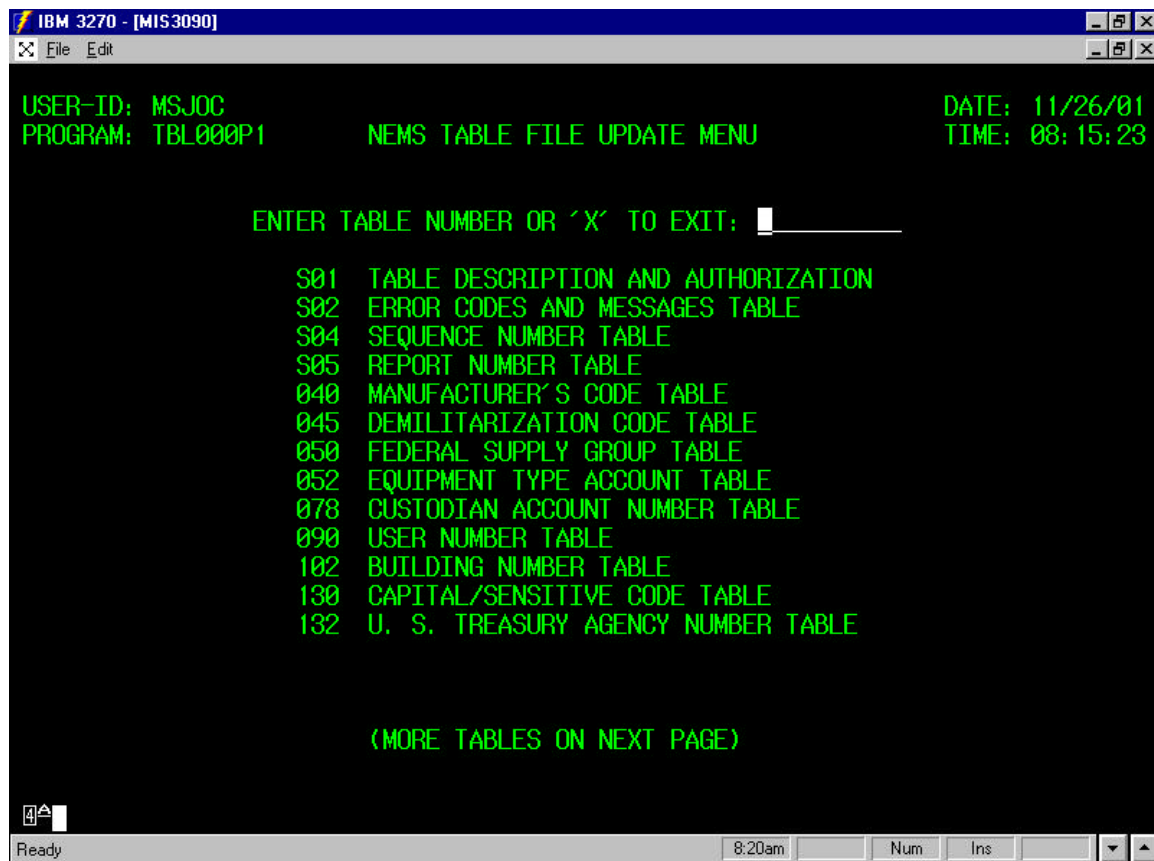 IBM 3270 - [MIS3090]
File Edit
USER-ID: MSJOC DATE: 11/26/01
PROGRAM: TBL000P1 NEMS TABLE FILE UPDATE MENU TIME: 08:15:23
ENTER TABLE NUMBER OR ´X´ TO EXIT:
S01 TABLE DESCRIPTION AND AUTHORIZATION
S02 ERROR CODES AND MESSAGES TABLE
S04 SEQUENCE NUMBER TABLE
S05 REPORT NUMBER TABLE
040 MANUFACTURER´S CODE TABLE
045 DEMILITARIZATION CODE TABLE
050 FEDERAL SUPPLY GROUP TABLE
052 EQUIPMENT TYPE ACCOUNT TABLE
078 CUSTODIAN ACCOUNT NUMBER TABLE
090 USER NUMBER TABLE
102 BUILDING NUMBER TABLE
130 CAPITAL/SENSITIVE CODE TABLE
132 U. S. TREASURY AGENCY NUMBER TABLE
(MORE TABLES ON NEXT PAGE)
4
Ready 8:20am Num Ins